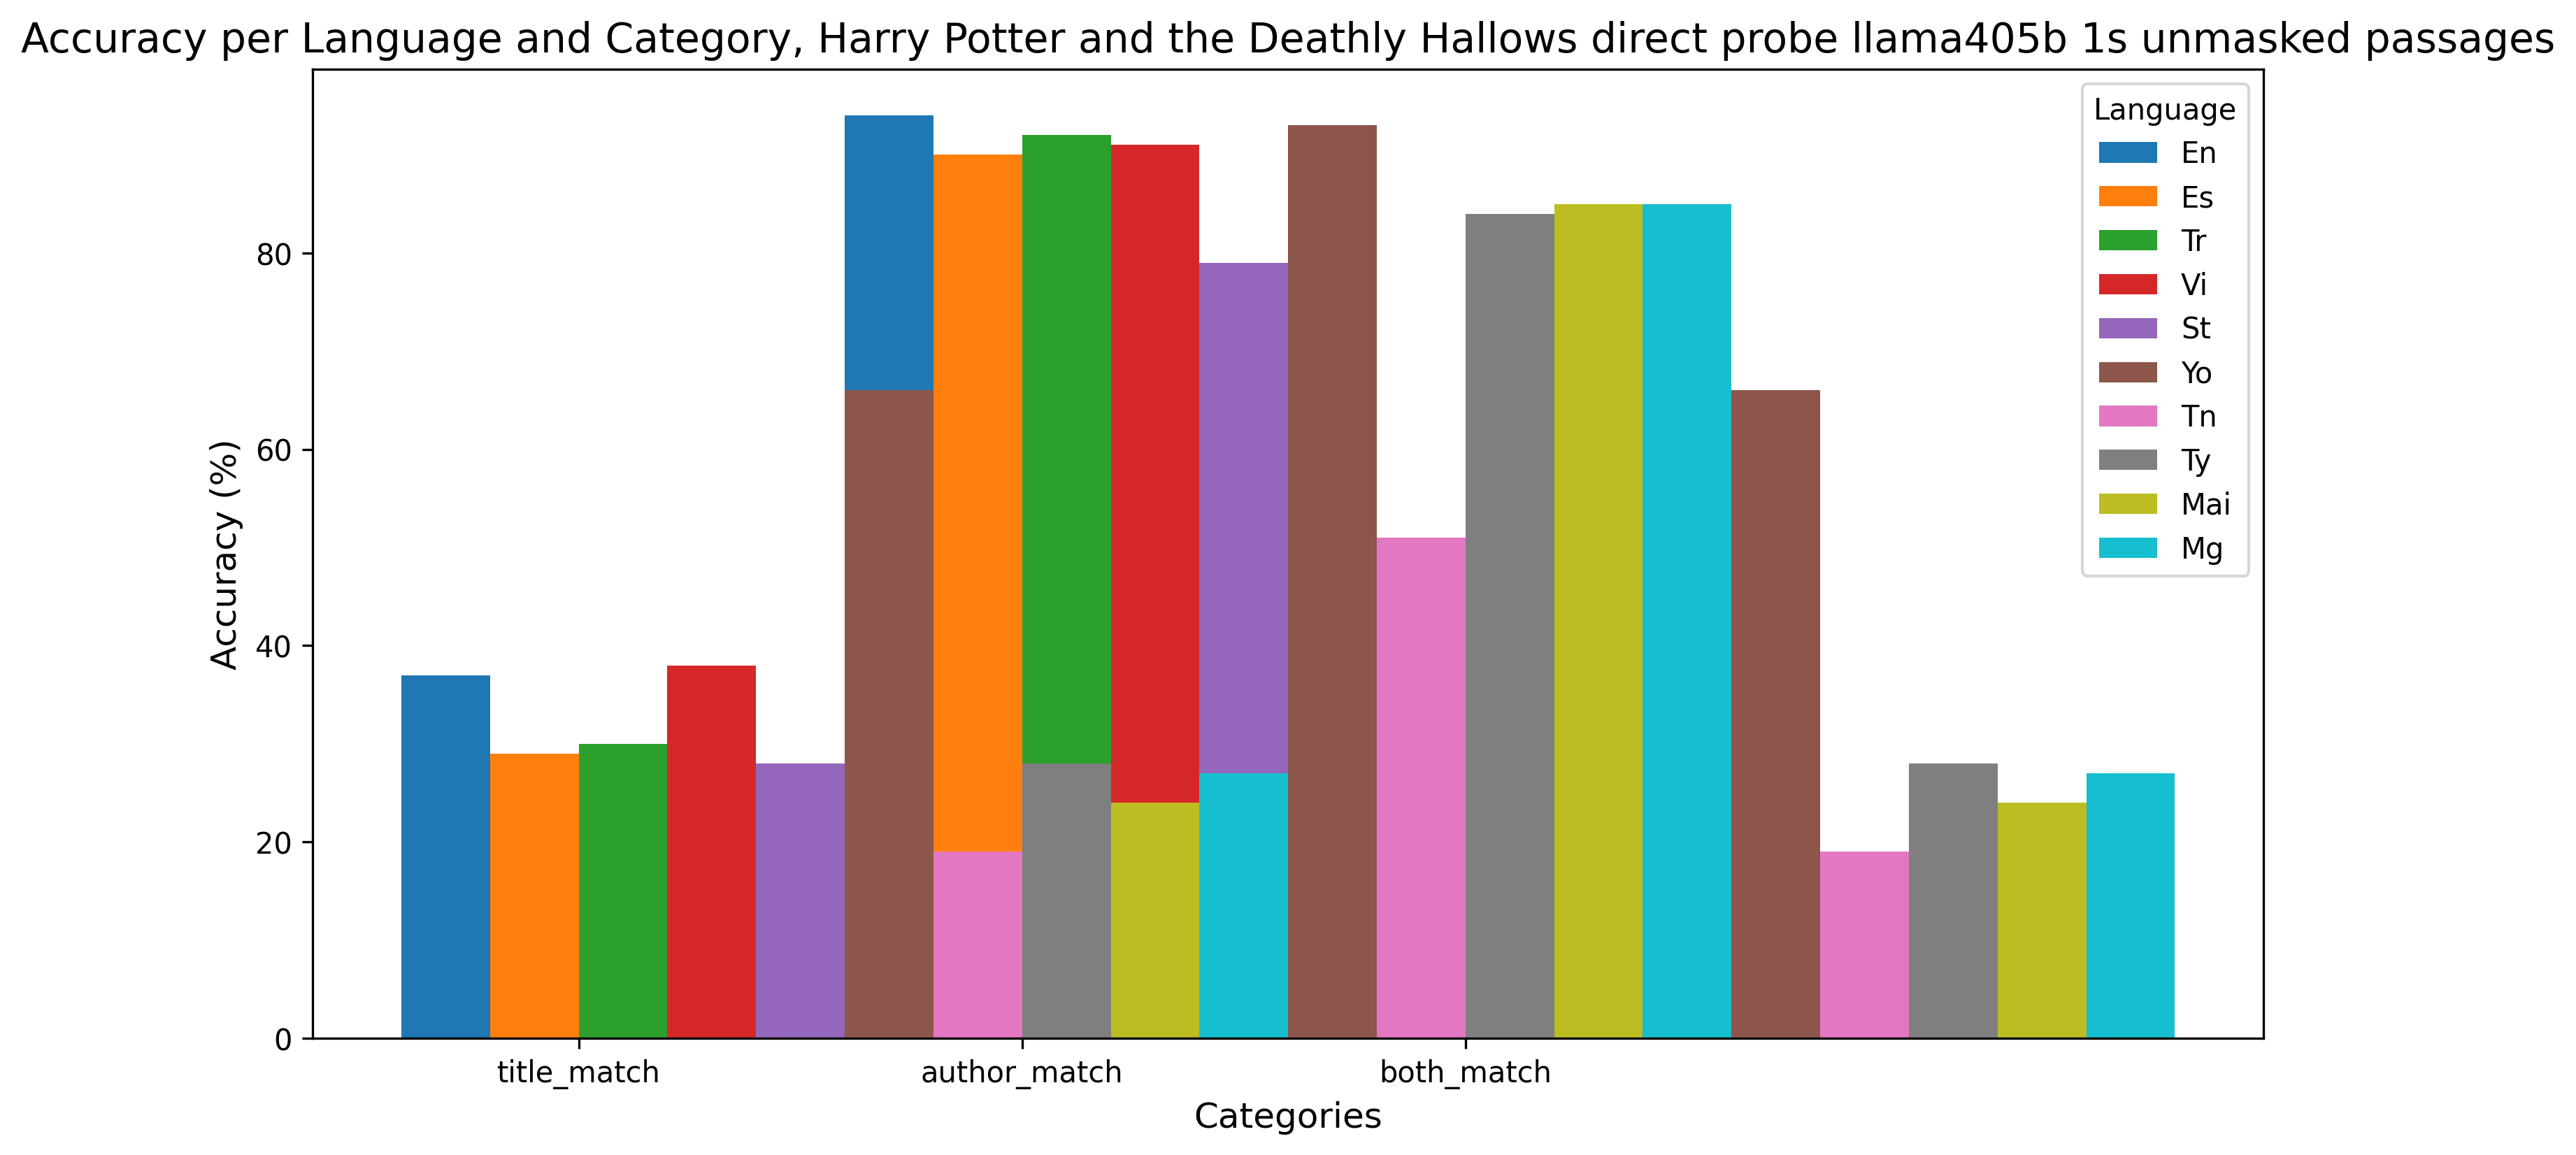 Accuracy per Language and Category, Harry Potter and the Deathly Hallows direct probe llama405b 1s unmasked passages
Accuracy (%)
80
60
40
20
0
title_match
author_match
both_match
Categories
Language
En
Es
Tr
Vi
St
Yo
Tn
Ty
Mai
Mg